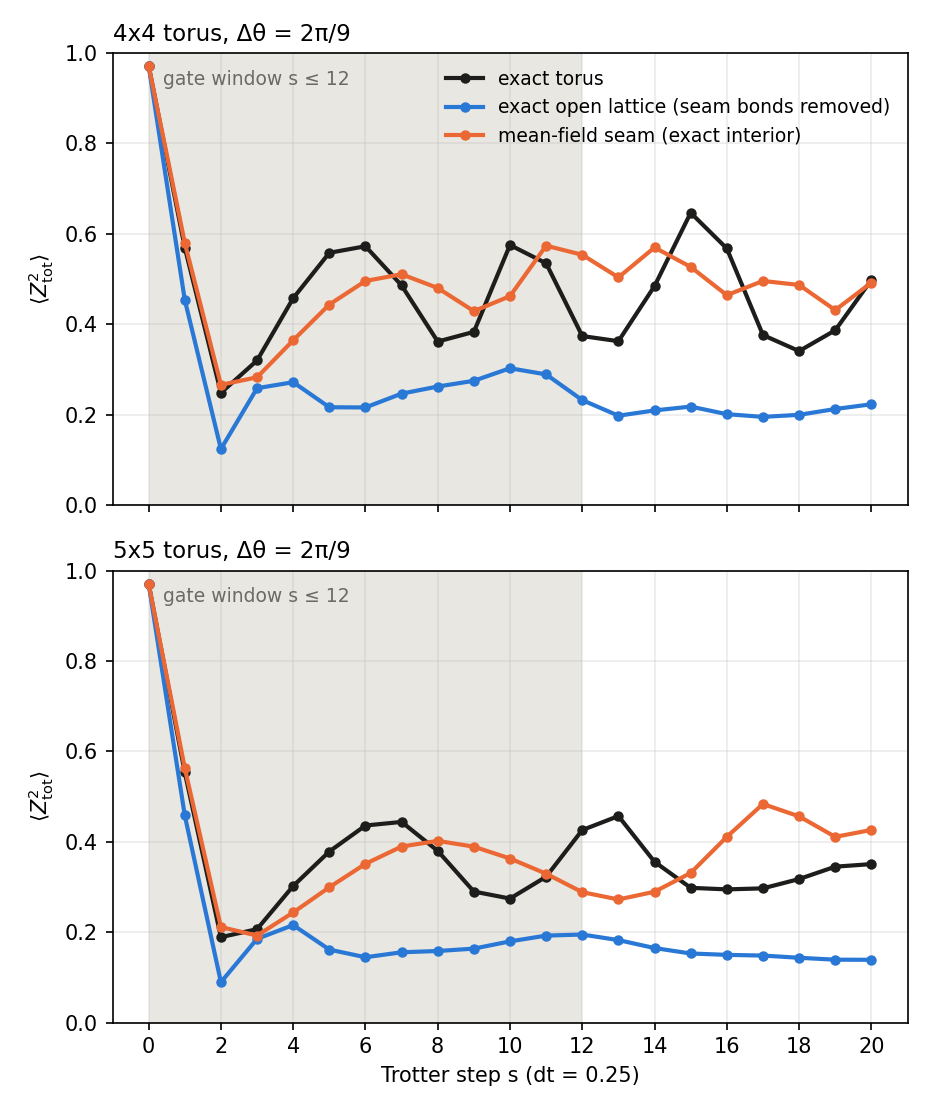 4x4 torus, Δθ = 2π/9
gate window s ≤ 12
exact torus
exact open lattice (seam bonds removed)
mean-field seam (exact interior)
1.0
0.8
0.6
0.4
0.2
0.0
⟨Z²tot⟩
5x5 torus, Δθ = 2π/9
gate window s ≤ 12
1.0
0.8
0.6
0.4
0.2
0.0
⟨Z²tot⟩
0 2 4 6 8 10 12 14 16 18 20
Trotter step s (dt = 0.25)